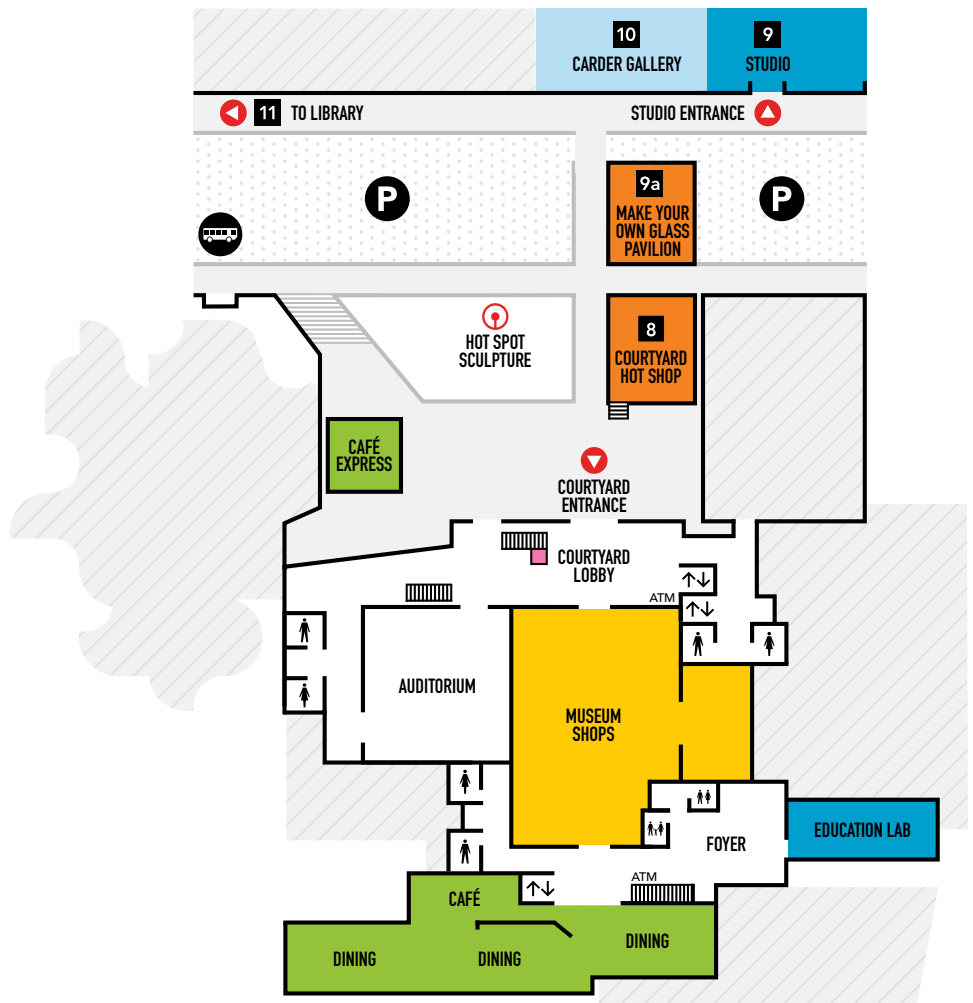 10
CARDER GALLERY
9
STUDIO
11 TO LIBRARY
STUDIO ENTRANCE
P
9a
MAKE YOUR
OWN GLASS
PAVILION
P
HOT SPOT
SCULPTURE
8
COURTYARD
HOT SHOP
CAFÉ
EXPRESS
COURTYARD
ENTRANCE
COURTYARD
LOBBY
ATM
AUDITORIUM
MUSEUM
SHOPS
FOYER
EDUCATION LAB
ATM
CAFÉ
DINING
DINING
DINING